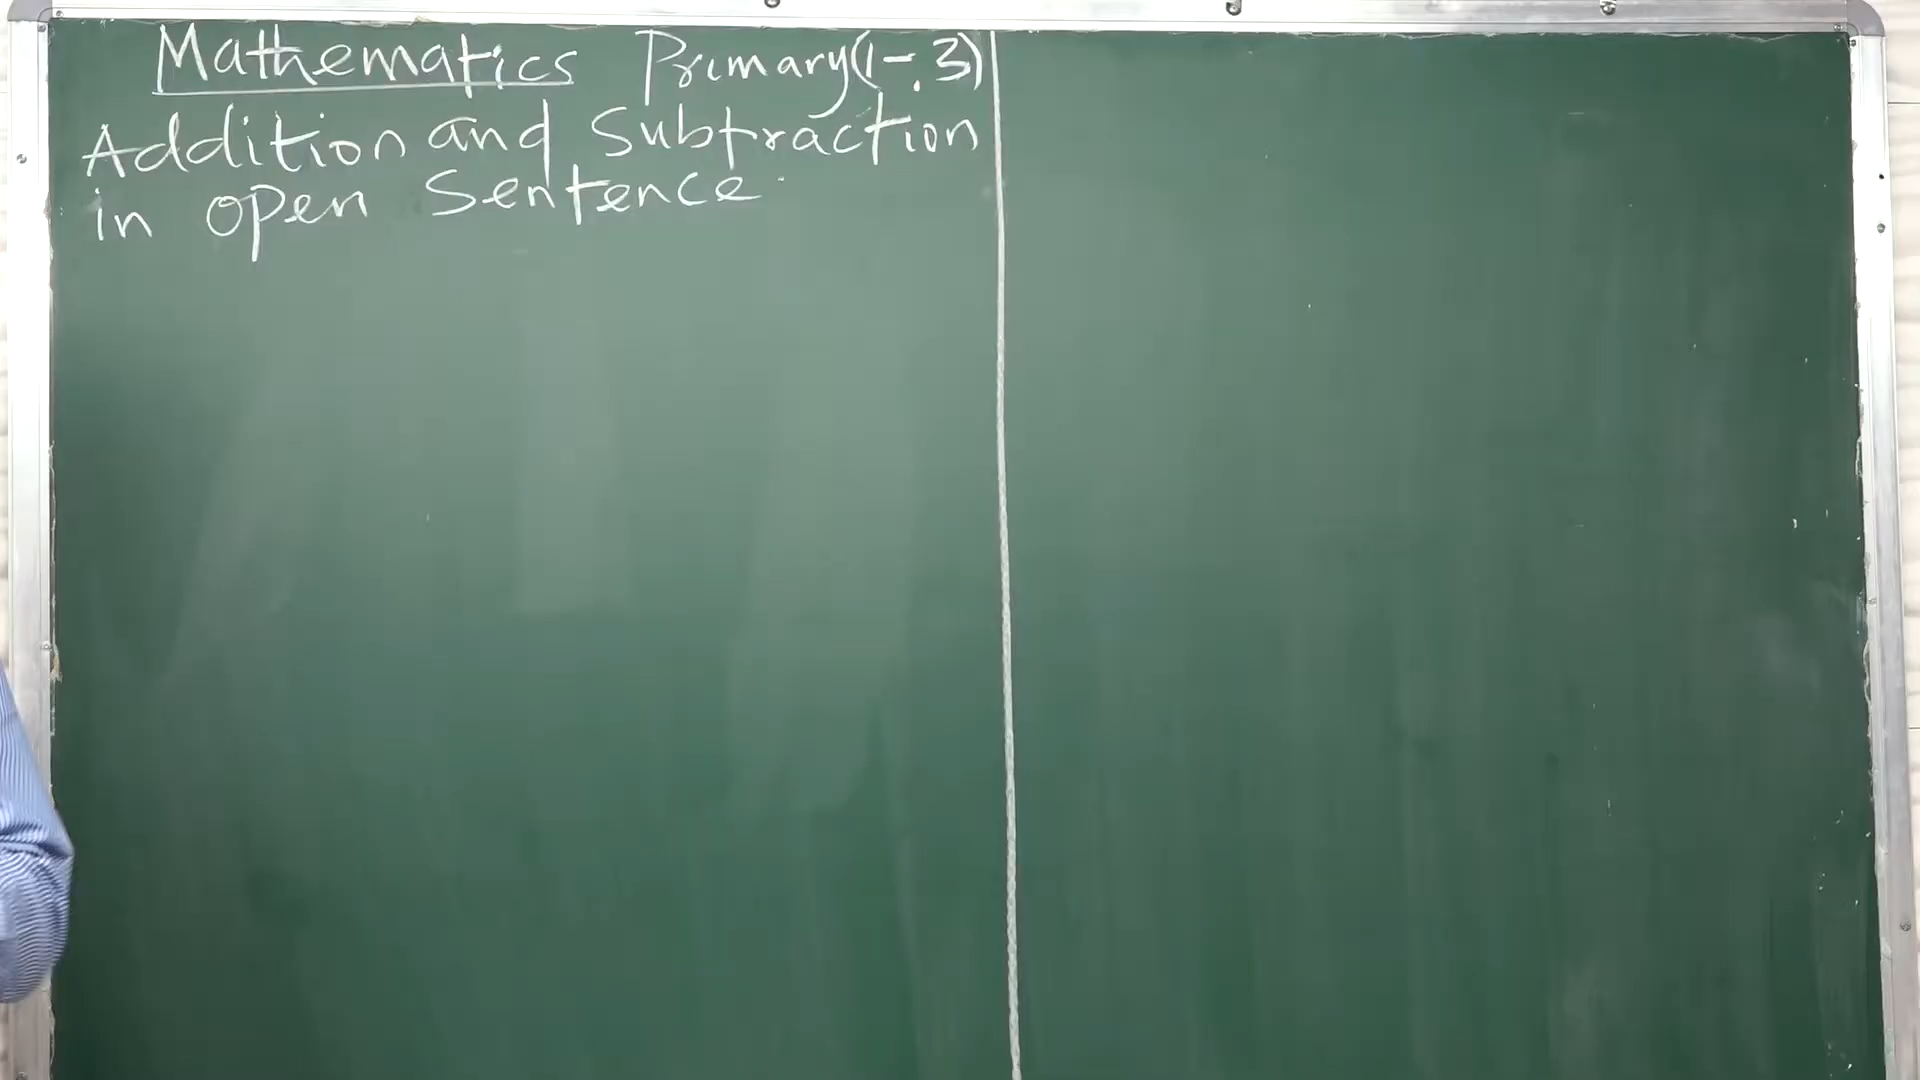 Mathematics Primary(1-3)
Addition and Subtraction
in open Sentence